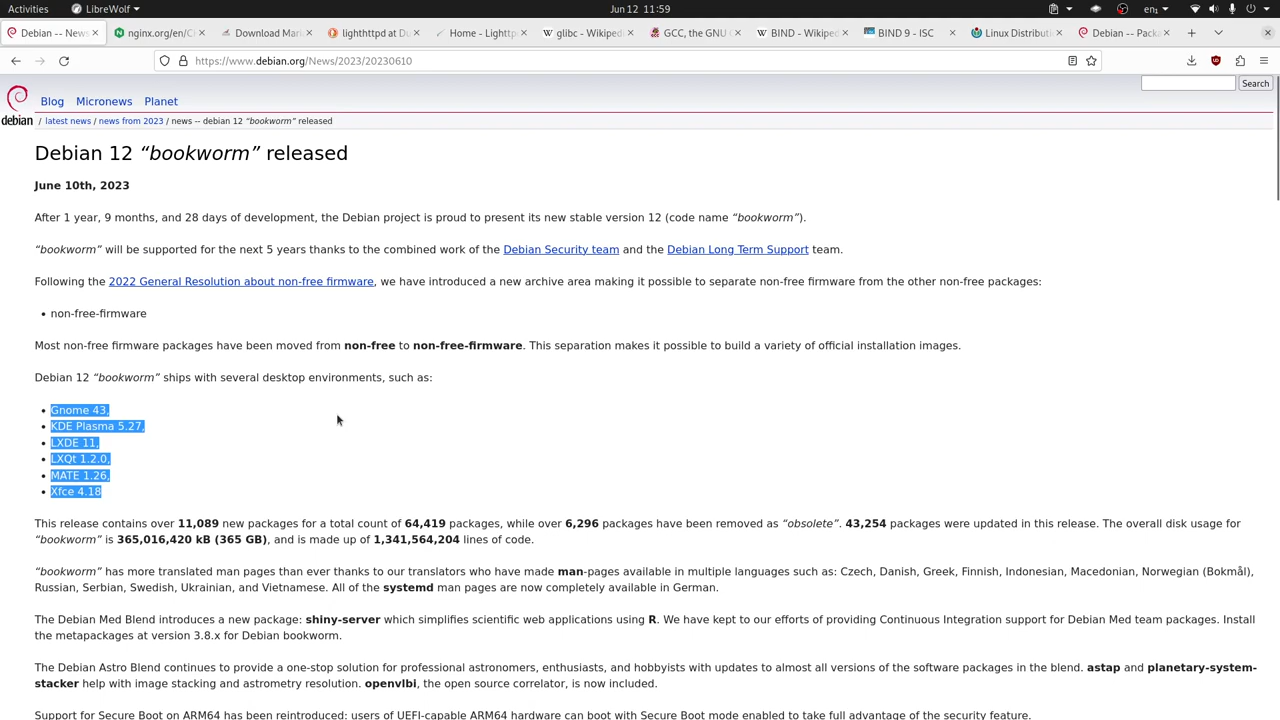 Activities LibreWolf Jun 12 11:59 en₁
Debian -- News nginx.org/en/C Download Mari lighthttpd at Du Home - Lighttp glibc - Wikiped GCC, the GNU C BIND - Wikiped BIND 9 - ISC Linux Distributi Debian -- Packa
https://www.debian.org/News/2023/20230610
Search
Blog Micronews Planet
debian / latest news / news from 2023 / news -- debian 12 “bookworm” released
Debian 12 “bookworm” released
June 10th, 2023
After 1 year, 9 months, and 28 days of development, the Debian project is proud to present its new stable version 12 (code name “bookworm”).
“bookworm” will be supported for the next 5 years thanks to the combined work of the Debian Security team and the Debian Long Term Support team.
Following the 2022 General Resolution about non-free firmware, we have introduced a new archive area making it possible to separate non-free firmware from the other non-free packages:
• non-free-firmware
Most non-free firmware packages have been moved from non-free to non-free-firmware. This separation makes it possible to build a variety of official installation images.
Debian 12 “bookworm” ships with several desktop environments, such as:
• Gnome 43,
• KDE Plasma 5.27,
• LXDE 11,
• LXQt 1.2.0,
• MATE 1.26,
• Xfce 4.18
This release contains over 11,089 new packages for a total count of 64,419 packages, while over 6,296 packages have been removed as “obsolete”. 43,254 packages were updated in this release. The overall disk usage for
“bookworm” is 365,016,420 kB (365 GB), and is made up of 1,341,564,204 lines of code.
“bookworm” has more translated man pages than ever thanks to our translators who have made man-pages available in multiple languages such as: Czech, Danish, Greek, Finnish, Indonesian, Macedonian, Norwegian (Bokmål),
Russian, Serbian, Swedish, Ukrainian, and Vietnamese. All of the systemd man pages are now completely available in German.
The Debian Med Blend introduces a new package: shiny-server which simplifies scientific web applications using R. We have kept to our efforts of providing Continuous Integration support for Debian Med team packages. Install
the metapackages at version 3.8.x for Debian bookworm.
The Debian Astro Blend continues to provide a one-stop solution for professional astronomers, enthusiasts, and hobbyists with updates to almost all versions of the software packages in the blend. astap and planetary-system-
stacker help with image stacking and astrometry resolution. openvlbi, the open source correlator, is now included.
Support for Secure Boot on ARM64 has been reintroduced: users of UEFI-capable ARM64 hardware can boot with Secure Boot mode enabled to take full advantage of the security feature.